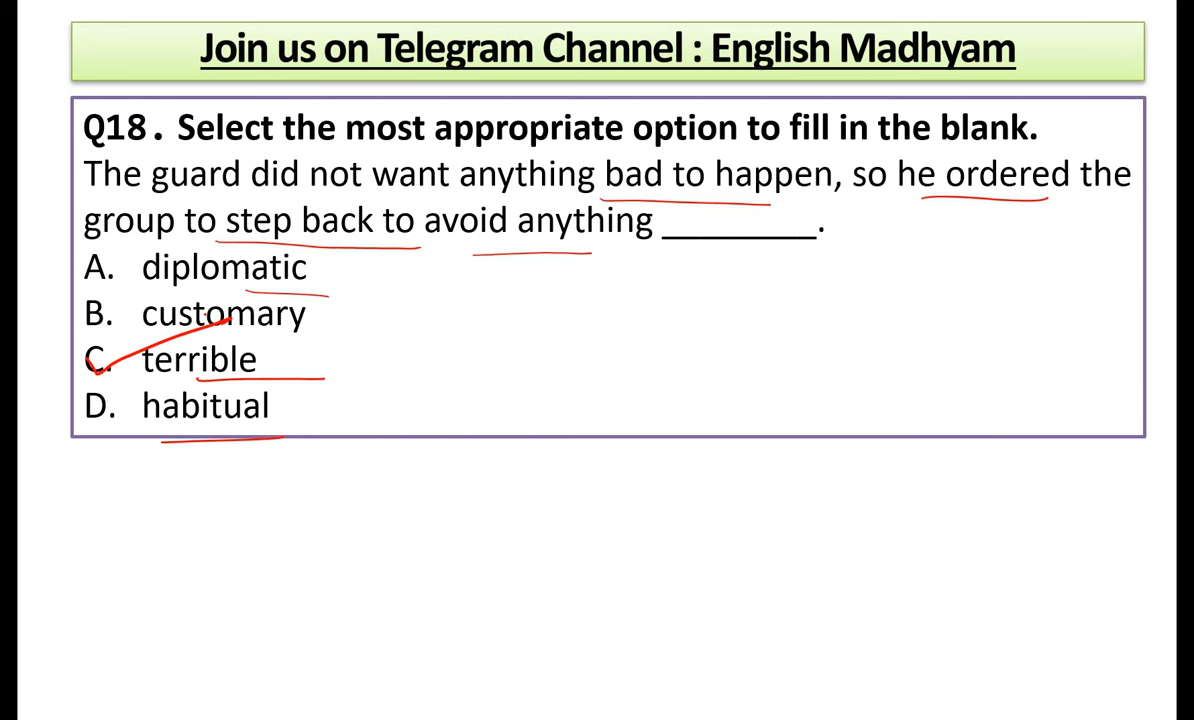 Join us on Telegram Channel : English Madhyam
Q18. Select the most appropriate option to fill in the blank.
The guard did not want anything bad to happen, so he ordered the
group to step back to avoid anything ________.
A. diplomatic
B. customary
C. terrible
D. habitual